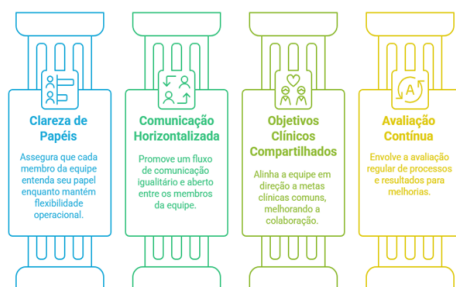 Clareza de
Papéis
Assegura que cada
membro da equipe
entenda seu papel
enquanto mantém
flexibilidade
operacional.
Comunicação
Horizontalizada
Promove um fluxo
de comunicação
igualitário e aberto
entre os membros
da equipe.
Objetivos
Clínicos
Compartilhados
Alinha a equipe em
direção a metas
clínicas comuns,
melhorando a
colaboração.
Avaliação
Contínua
Envolve a avaliação
regular de processos
e resultados para
melhorias.
A